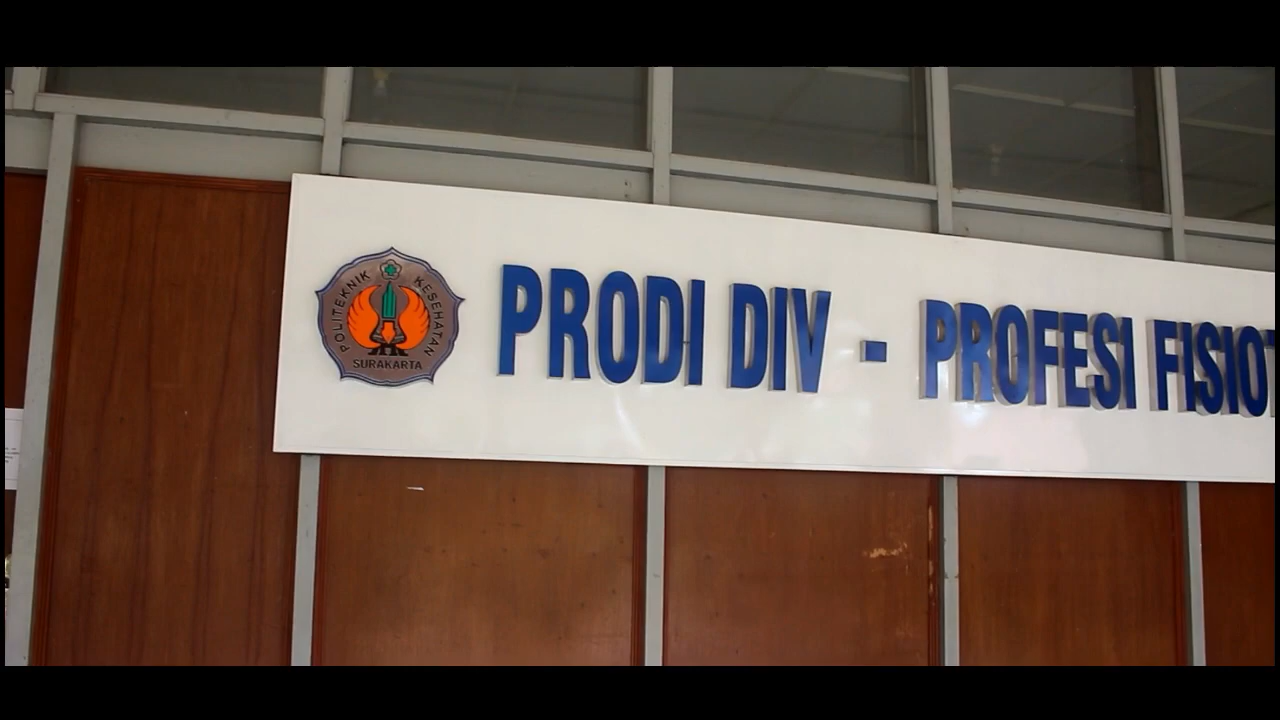 POLITEKNIK KESEHATAN
SURAKARTA
PRODI DIV - PROFESI FISIOT